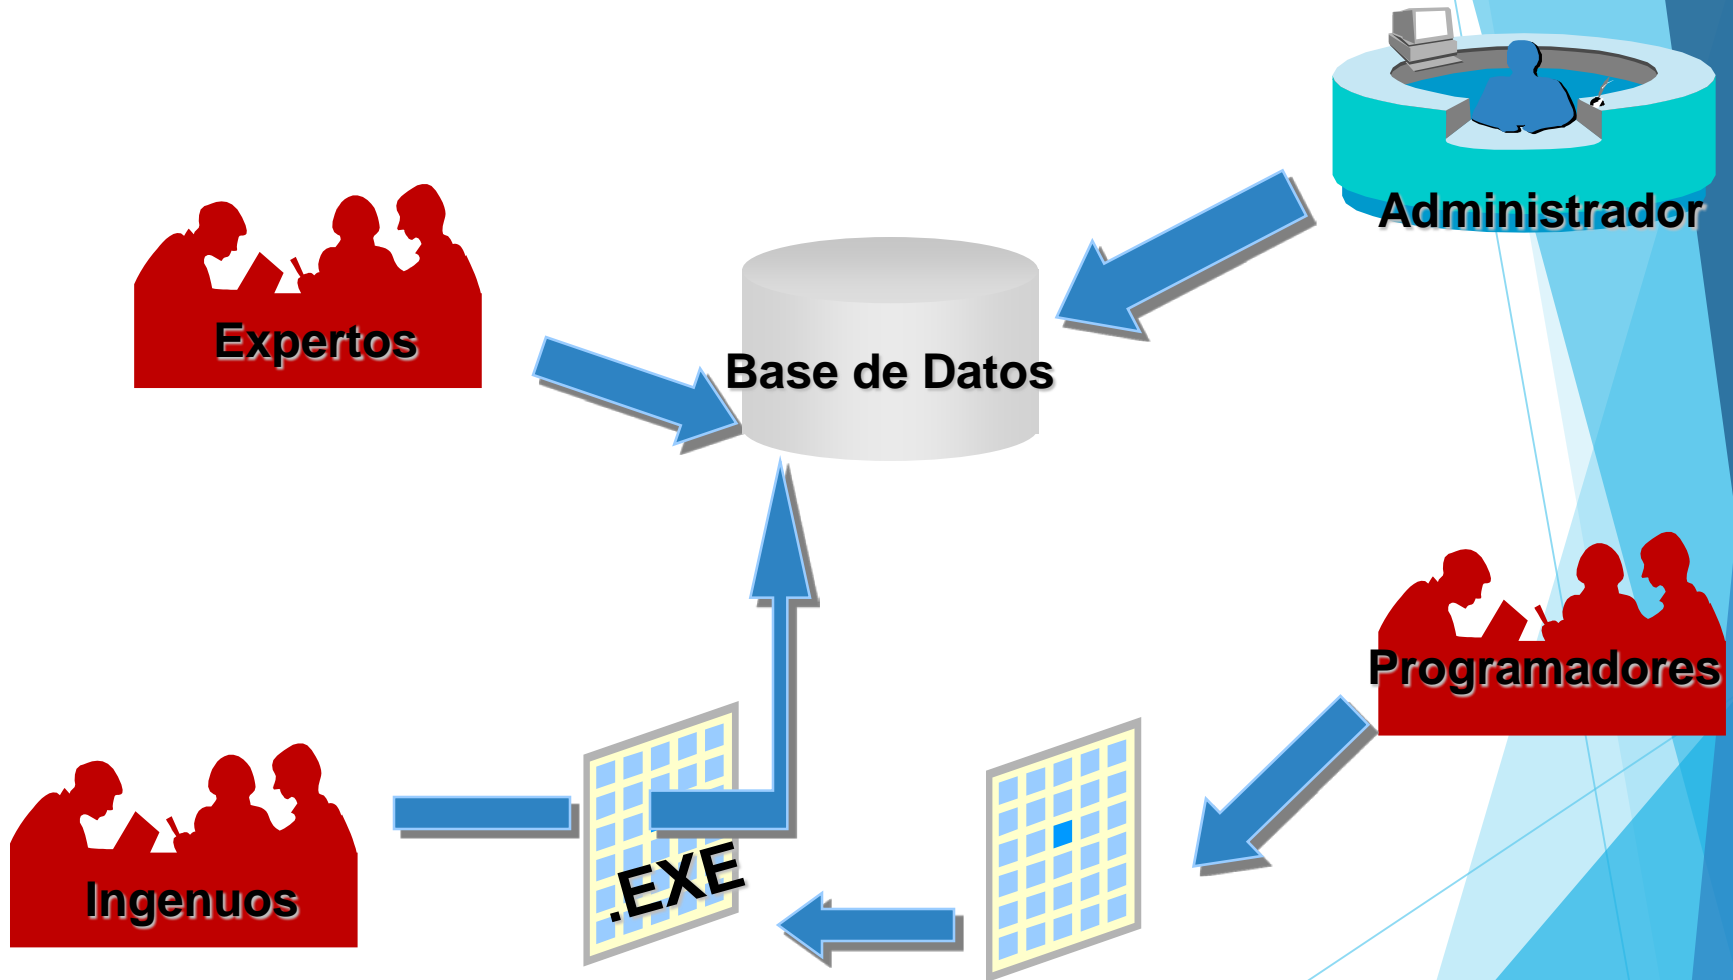 Administrador
Expertos
Base de Datos
Programadores
.EXE
Ingenuos